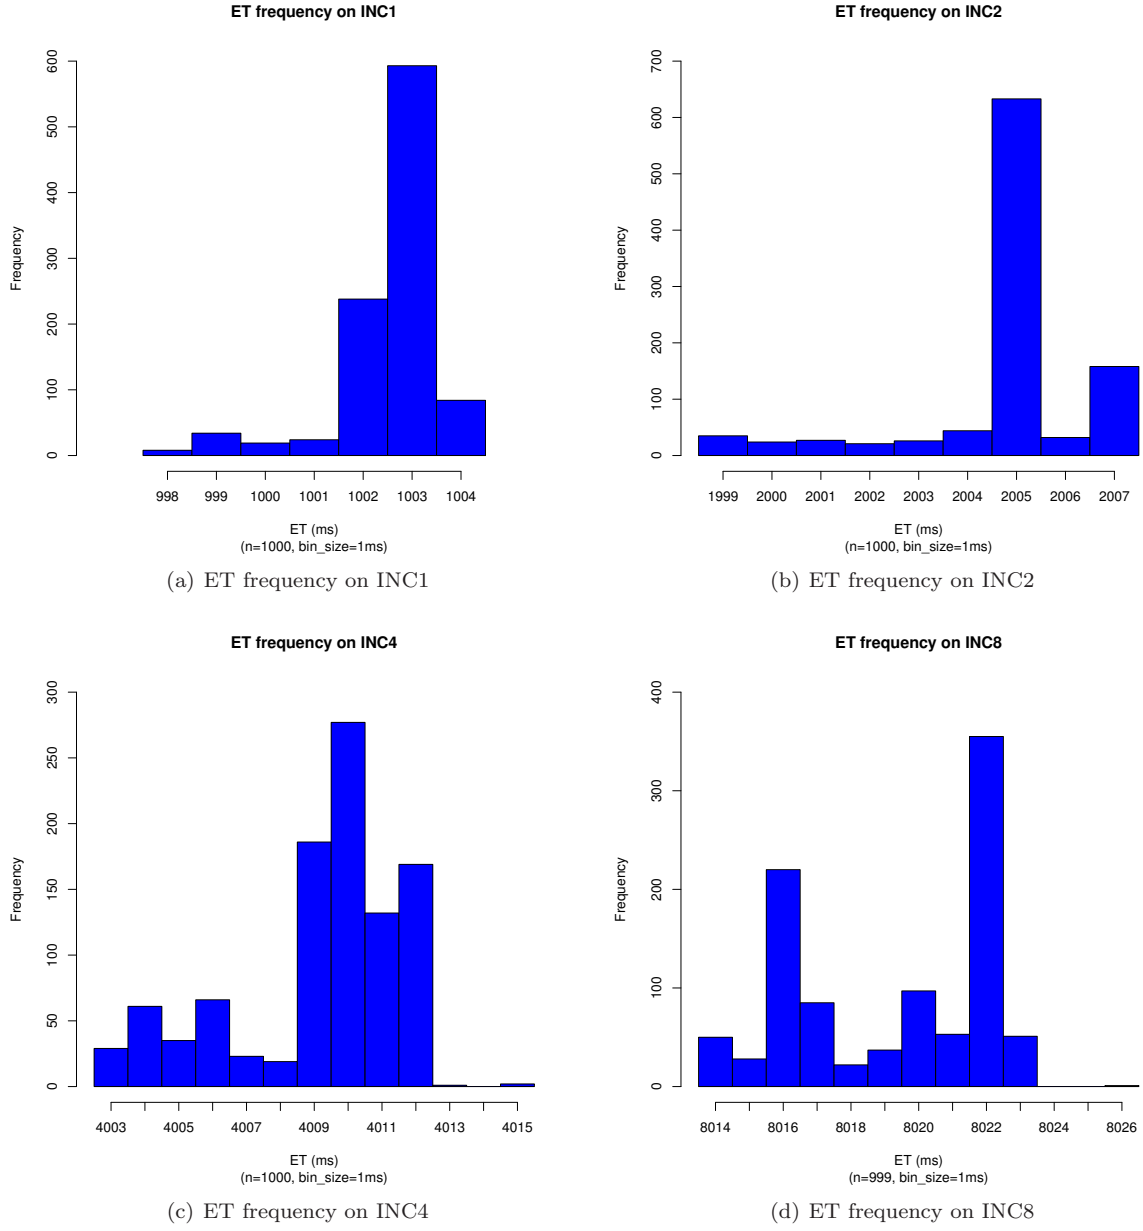 ET frequency on INC1
Frequency
0
100
200
300
400
500
600
998 999 1000 1001 1002 1003 1004
ET (ms)
(n=1000, bin_size=1ms)
(a) ET frequency on INC1
ET frequency on INC2
Frequency
0
100
200
300
400
500
600
700
1999 2000 2001 2002 2003 2004 2005 2006 2007
ET (ms)
(n=1000, bin_size=1ms)
(b) ET frequency on INC2
ET frequency on INC4
Frequency
0
50
100
150
200
250
300
4003 4005 4007 4009 4011 4013 4015
ET (ms)
(n=1000, bin_size=1ms)
(c) ET frequency on INC4
ET frequency on INC8
Frequency
0
100
200
300
400
8014 8016 8018 8020 8022 8024 8026
ET (ms)
(n=999, bin_size=1ms)
(d) ET frequency on INC8